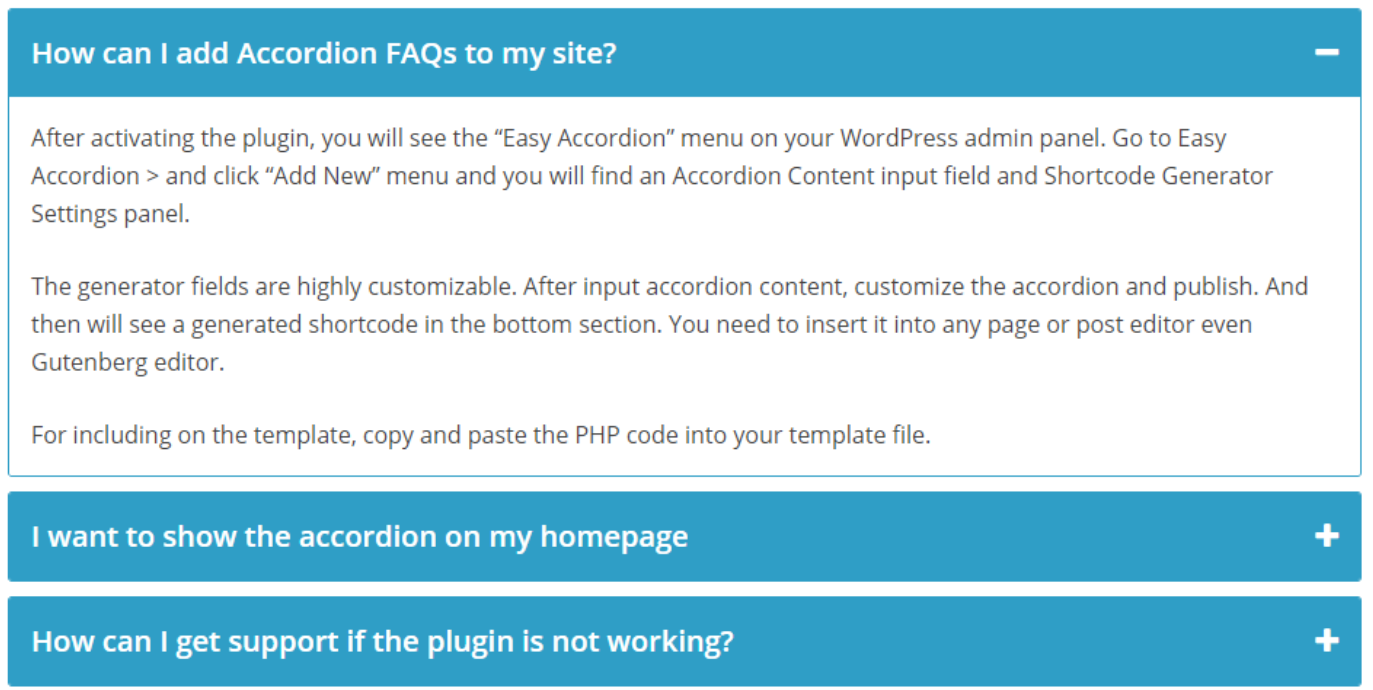 How can I add Accordion FAQs to my site?
After activating the plugin, you will see the “Easy Accordion” menu on your WordPress admin panel. Go to Easy
Accordion > and click “Add New” menu and you will find an Accordion Content input field and Shortcode Generator
Settings panel.
The generator fields are highly customizable. After input accordion content, customize the accordion and publish. And
then will see a generated shortcode in the bottom section. You need to insert it into any page or post editor even
Gutenberg editor.
For including on the template, copy and paste the PHP code into your template file.
I want to show the accordion on my homepage
How can I get support if the plugin is not working?